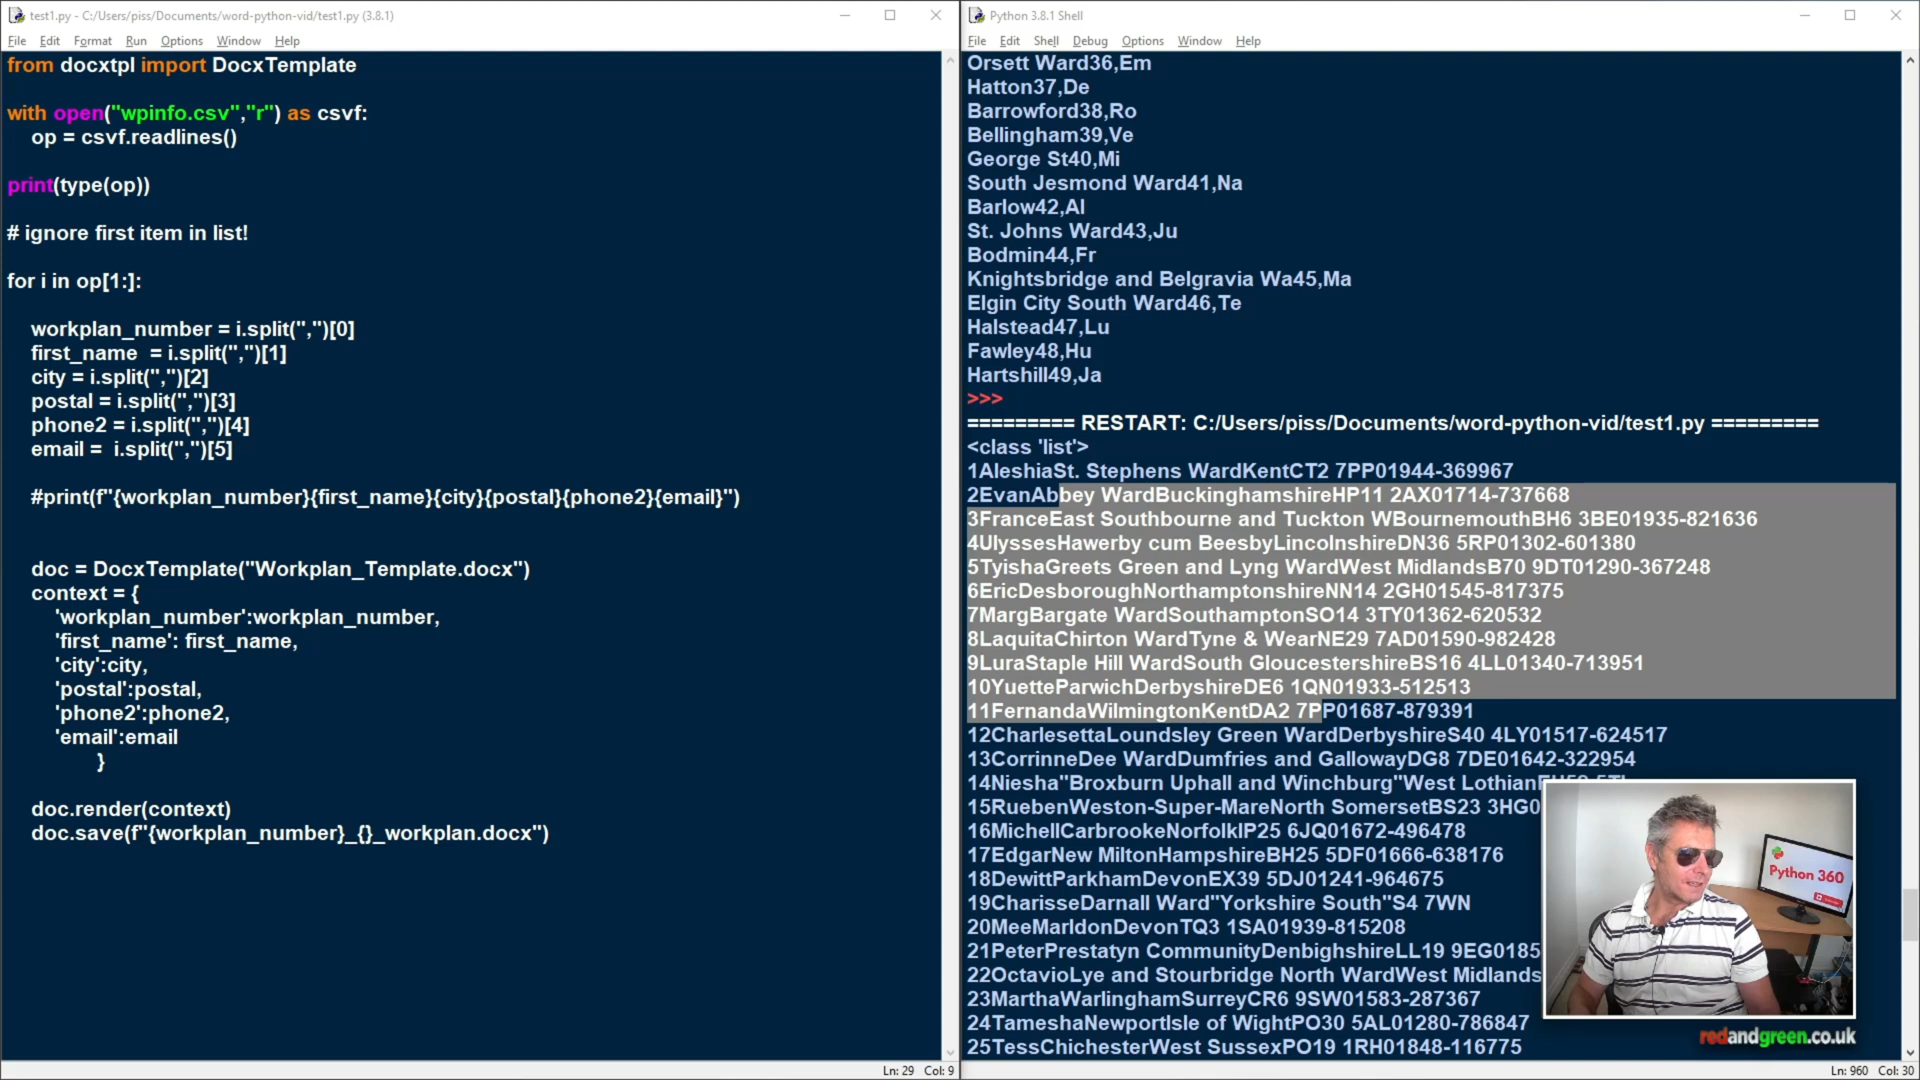 test1.py - C:/Users/piss/Documents/word-python-vid/test1.py (3.8.1)
File Edit Format Run Options Window Help
from docxtpl import DocxTemplate
with open("wpinfo.csv","r") as csvf:
op = csvf.readlines()
print(type(op))
# ignore first item in list!
for i in op[1:]:
workplan_number = i.split(",")[0]
first_name  = i.split(",")[1]
city = i.split(",")[2]
postal = i.split(",")[3]
phone2 = i.split(",")[4]
email =  i.split(",")[5]
#print(f"{workplan_number}{first_name}{city}{postal}{phone2}{email}")
doc = DocxTemplate("Workplan_Template.docx")
context = {
'workplan_number':workplan_number,
'first_name': first_name,
'city':city,
'postal':postal,
'phone2':phone2,
'email':email
}
doc.render(context)
doc.save(f"{workplan_number}_{}_workplan.docx")
Ln: 29 Col: 9
Python 3.8.1 Shell
File Edit Shell Debug Options Window Help
Orsett Ward36,Em
Hatton37,De
Barrowford38,Ro
Bellingham39,Ve
George St40,Mi
South Jesmond Ward41,Na
Barlow42,Al
St. Johns Ward43,Ju
Bodmin44,Fr
Knightsbridge and Belgravia Wa45,Ma
Elgin City South Ward46,Te
Halstead47,Lu
Fawley48,Hu
Hartshill49,Ja
>>>
========= RESTART: C:/Users/piss/Documents/word-python-vid/test1.py =========
<class 'list'>
1AleshiaSt. Stephens WardKentCT2 7PP01944-369967
2EvanAbbey WardBuckinghamshireHP11 2AX01714-737668
3FranceEast Southbourne and Tuckton WBournemouthBH6 3BE01935-821636
4UlyssesHawerby cum BeesbyLincolnshireDN36 5RP01302-601380
5TyishaGreets Green and Lyng WardWest MidlandsB70 9DT01290-367248
6EricDesboroughNorthamptonshireNN14 2GH01545-817375
7MargBargate WardSouthamptonSO14 3TY01362-620532
8LaquitaChirton WardTyne & WearNE29 7AD01590-982428
9LuraStaple Hill WardSouth GloucestershireBS16 4LL01340-713951
10YuetteParwichDerbyshireDE6 1QN01933-512513
11FernandaWilmingtonKentDA2 7PP01687-879391
12CharlesettaLoundsley Green WardDerbyshireS40 4LY01517-624517
13CorrinneDee WardDumfries and GallowayDG8 7DE01642-322954
14Niesha"Broxburn Uphall and Winchburg"West
15RuebenWeston-Super-MareNorth SomersetBS23 3HG0
16MichellCarbrookeNorfolkIP25 6JQ01672-496478
17EdgarNew MiltonHampshireBH25 5DF01666-638176
18DewittParkhamDevonEX39 5DJ01241-964675
19CharisseDarnall Ward"Yorkshire South"S4 7WN
20MeeMarldonDevonTQ3 1SA01939-815208
21PeterPrestatyn CommunityDenbighshireLL19 9EG0185
22OctavioLye and Stourbridge North WardWest Midlands
23MarthaWarlinghamSurreyCR6 9SW01583-287367
24TameshaNewportIsle of WightPO30 5AL01280-786847
25TessChichesterWest SussexPO19 1RH01848-116775
Python 360
redandgreen.co.uk
Ln: 960 Col: 30